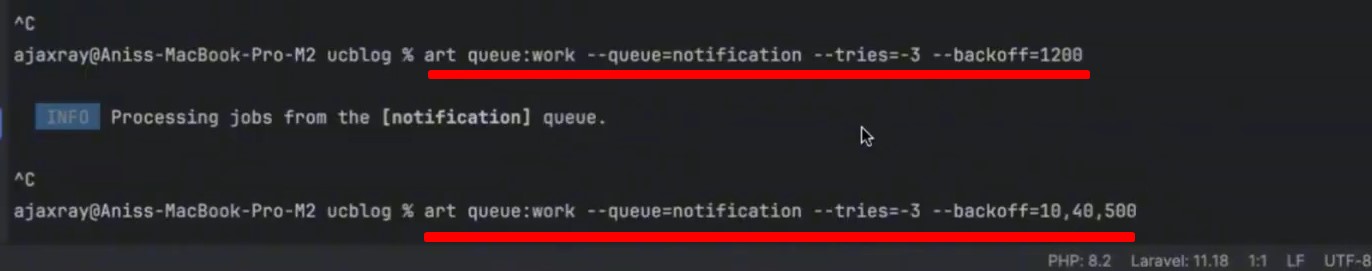 ^C
ajaxray@Aniss-MacBook-Pro-M2 ucblog % art queue:work --queue=notification --tries=-3 --backoff=1200
INFO Processing jobs from the [notification] queue.
^C
ajaxray@Aniss-MacBook-Pro-M2 ucblog % art queue:work --queue=notification --tries=-3 --backoff=10,40,500
PHP: 8.2 Laravel: 11.18 1:1 LF UTF-8